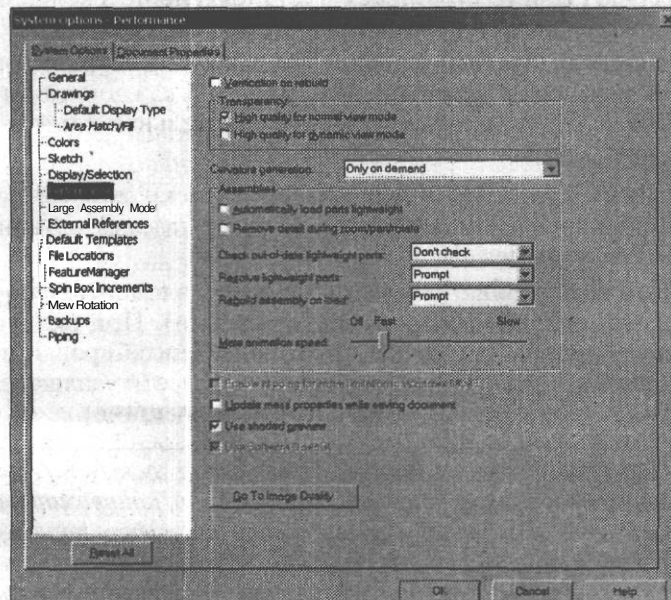 System Options - Performance
System Options
Document Properties
General
Drawings
Default Display Type
Area Hatch/Fill
Colors
Sketch
Display/Selection
Large Assembly Mode
External References
Default Templates
File Locations
FeatureManager
Spin Box Increments
Mew Rotation
Backups
Piping
Reset All
Verification on rebuild
Transparency
High quality for normal view mode
High quality for dynamic view mode
Curvature generation:
Only on demand
Assemblies
Automatically load parts lightweight
Remove detail during zoom/pan/rotate
Check out-of-date lightweight parts:
Don't check
Resolve lightweight parts:
Prompt
Rebuild assembly on load:
Prompt
Off Fast Slow
Mate animation speed:
Update mass properties while saving document
Use shaded preview
Use Software OpenGL
Go To Image Quality
OK Cancel Help